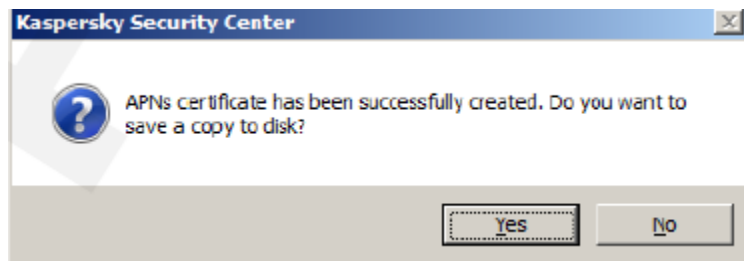 Kaspersky Security Center
APNs certificate has been successfully created. Do you want to
save a copy to disk?
Yes No